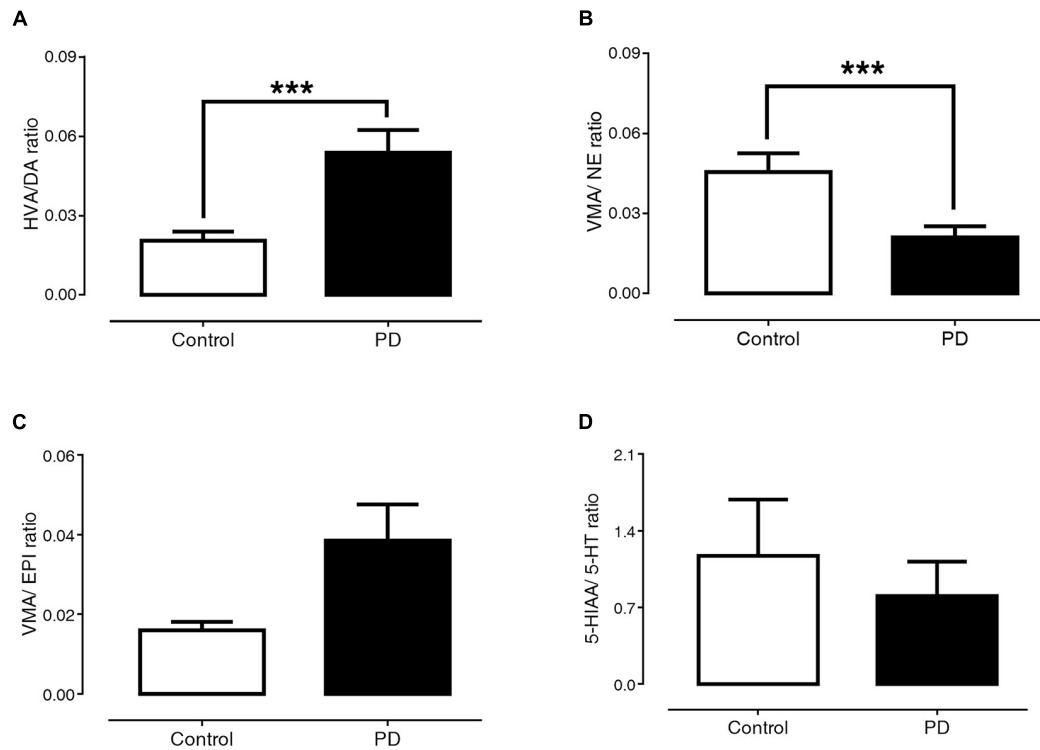 A
HVA/DA ratio
0.09
0.06
0.03
0.00
***
Control PD
B
VMA/ NE ratio
0.09
0.06
0.03
0.00
***
Control PD
C
VMA/ EPI ratio
0.06
0.04
0.02
0.00
Control PD
D
5-HIAA/ 5-HT ratio
2.1
1.4
0.7
0.0
Control PD